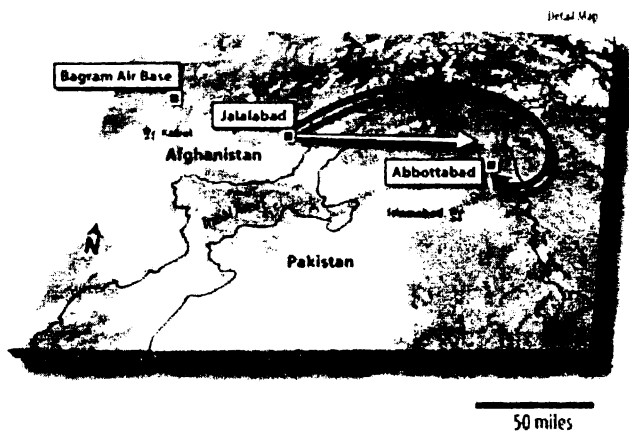 Detail Map
Bagram Air Base
Jalalabad
Kabul
Afghanistan
Abbottabad
Islamabad
N
Pakistan
50 miles